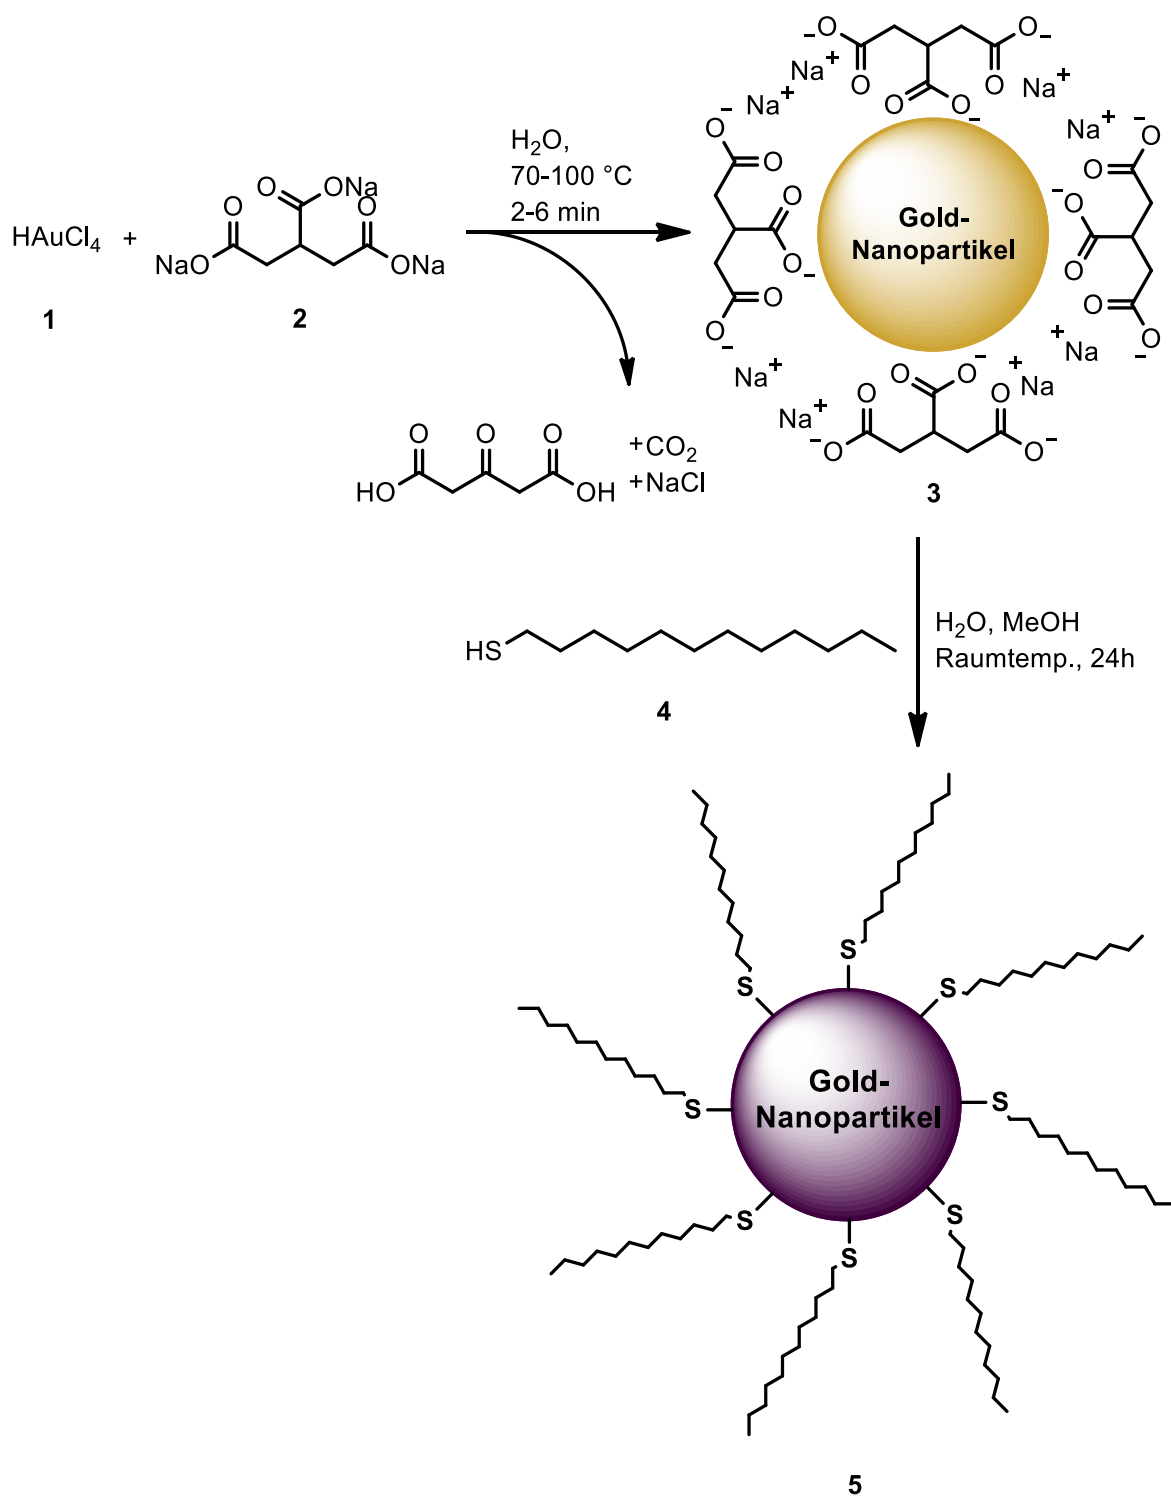 HAuCl4 + NaO O O ONa O ONa
1
2
H2O,
70-100 °C
2-6 min
HO O O O OH
+CO2
+NaCl
−O O O O− O O−
Na+
Na+
Na+
Na+
O− O O O− O O−
Gold-
Nanopartikel
−O O O− O O O−
Na+
Na+
+Na
+Na
−O O O O− O O−
3
HS
4
H2O, MeOH
Raumtemp., 24h
S
S
S
S
S
S
S
S
S
Gold-
Nanopartikel
5